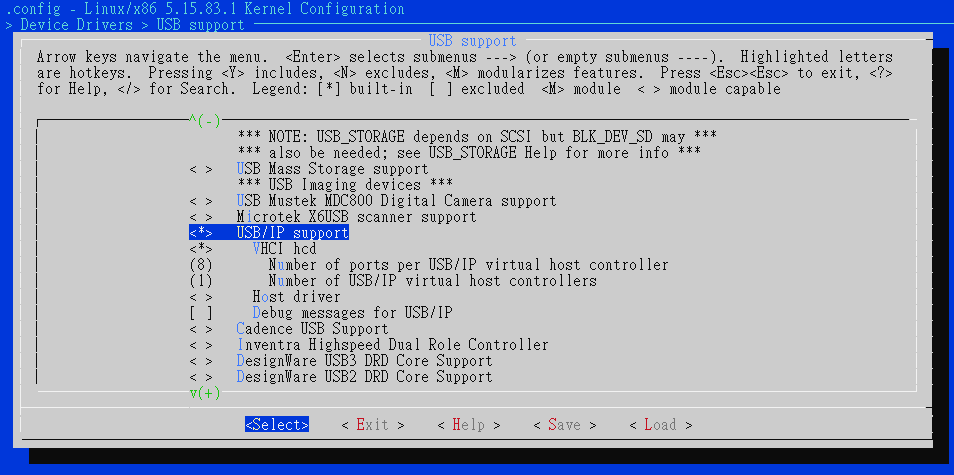 .config - Linux/x86 5.15.83.1 Kernel Configuration
> Device Drivers > USB support
USB support
Arrow keys navigate the menu.  <Enter> selects submenus ---> (or empty submenus ----).  Highlighted letters
are hotkeys.  Pressing <Y> includes, <N> excludes, <M> modularizes features.  Press <Esc><Esc> to exit, <?>
for Help, </> for Search.  Legend: [*] built-in  [ ] excluded  <M> module  < > module capable
^(-)
*** NOTE: USB_STORAGE depends on SCSI but BLK_DEV_SD may ***
*** also be needed; see USB_STORAGE Help for more info ***
< >   USB Mass Storage support
*** USB Imaging devices ***
< >   USB Mustek MDC800 Digital Camera support
< >   Microtek X6USB scanner support
<*>   USB/IP support
<*>     VHCI hcd
(8)       Number of ports per USB/IP virtual host controller
(1)       Number of USB/IP virtual host controllers
< >     Host driver
[ ]     Debug messages for USB/IP
< >   Cadence USB Support
< >   Inventra Highspeed Dual Role Controller
< >   DesignWare USB3 DRD Core Support
< >   DesignWare USB2 DRD Core Support
v(+)
<Select>    < Exit >    < Help >    < Save >    < Load >